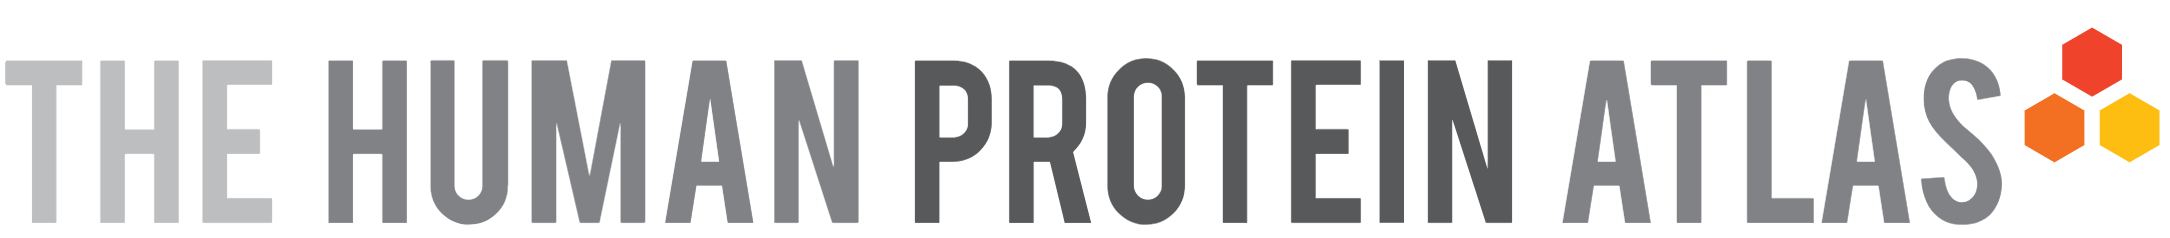 THE HUMAN PROTEIN ATLAS